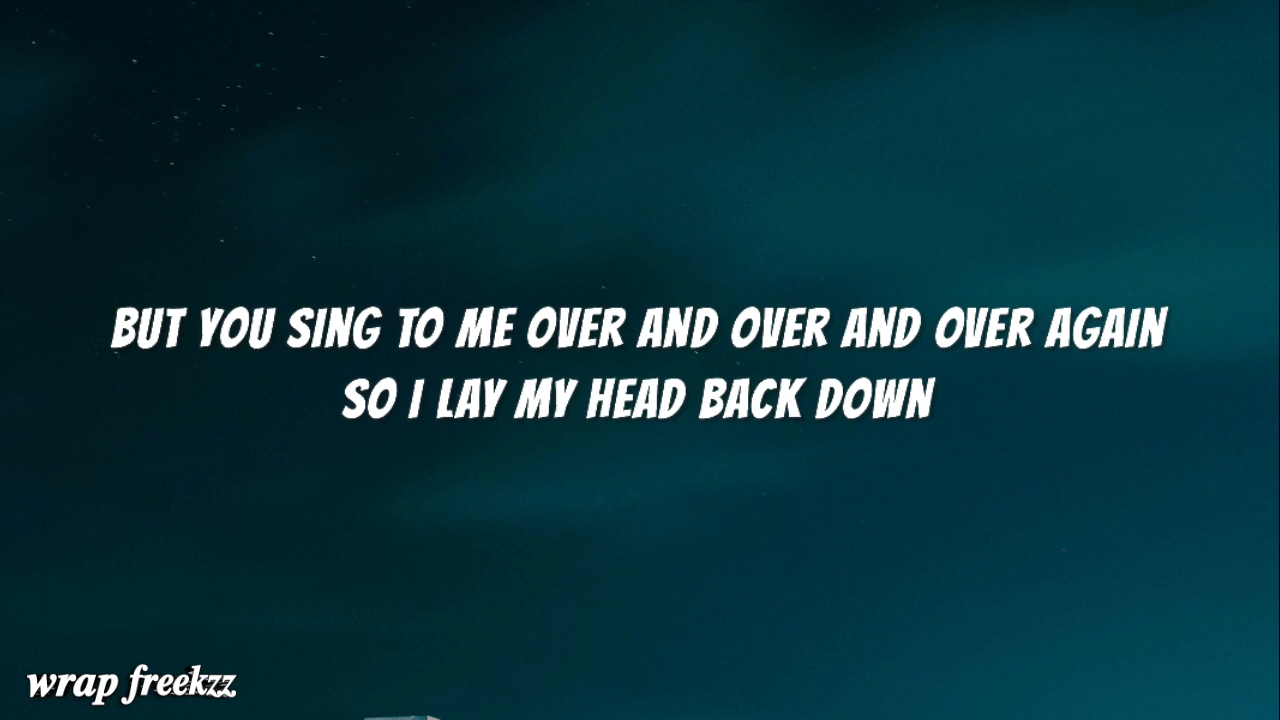 BUT YOU SING TO ME OVER AND OVER AND OVER AGAIN
SO I LAY MY HEAD BACK DOWN
wrap freekzz